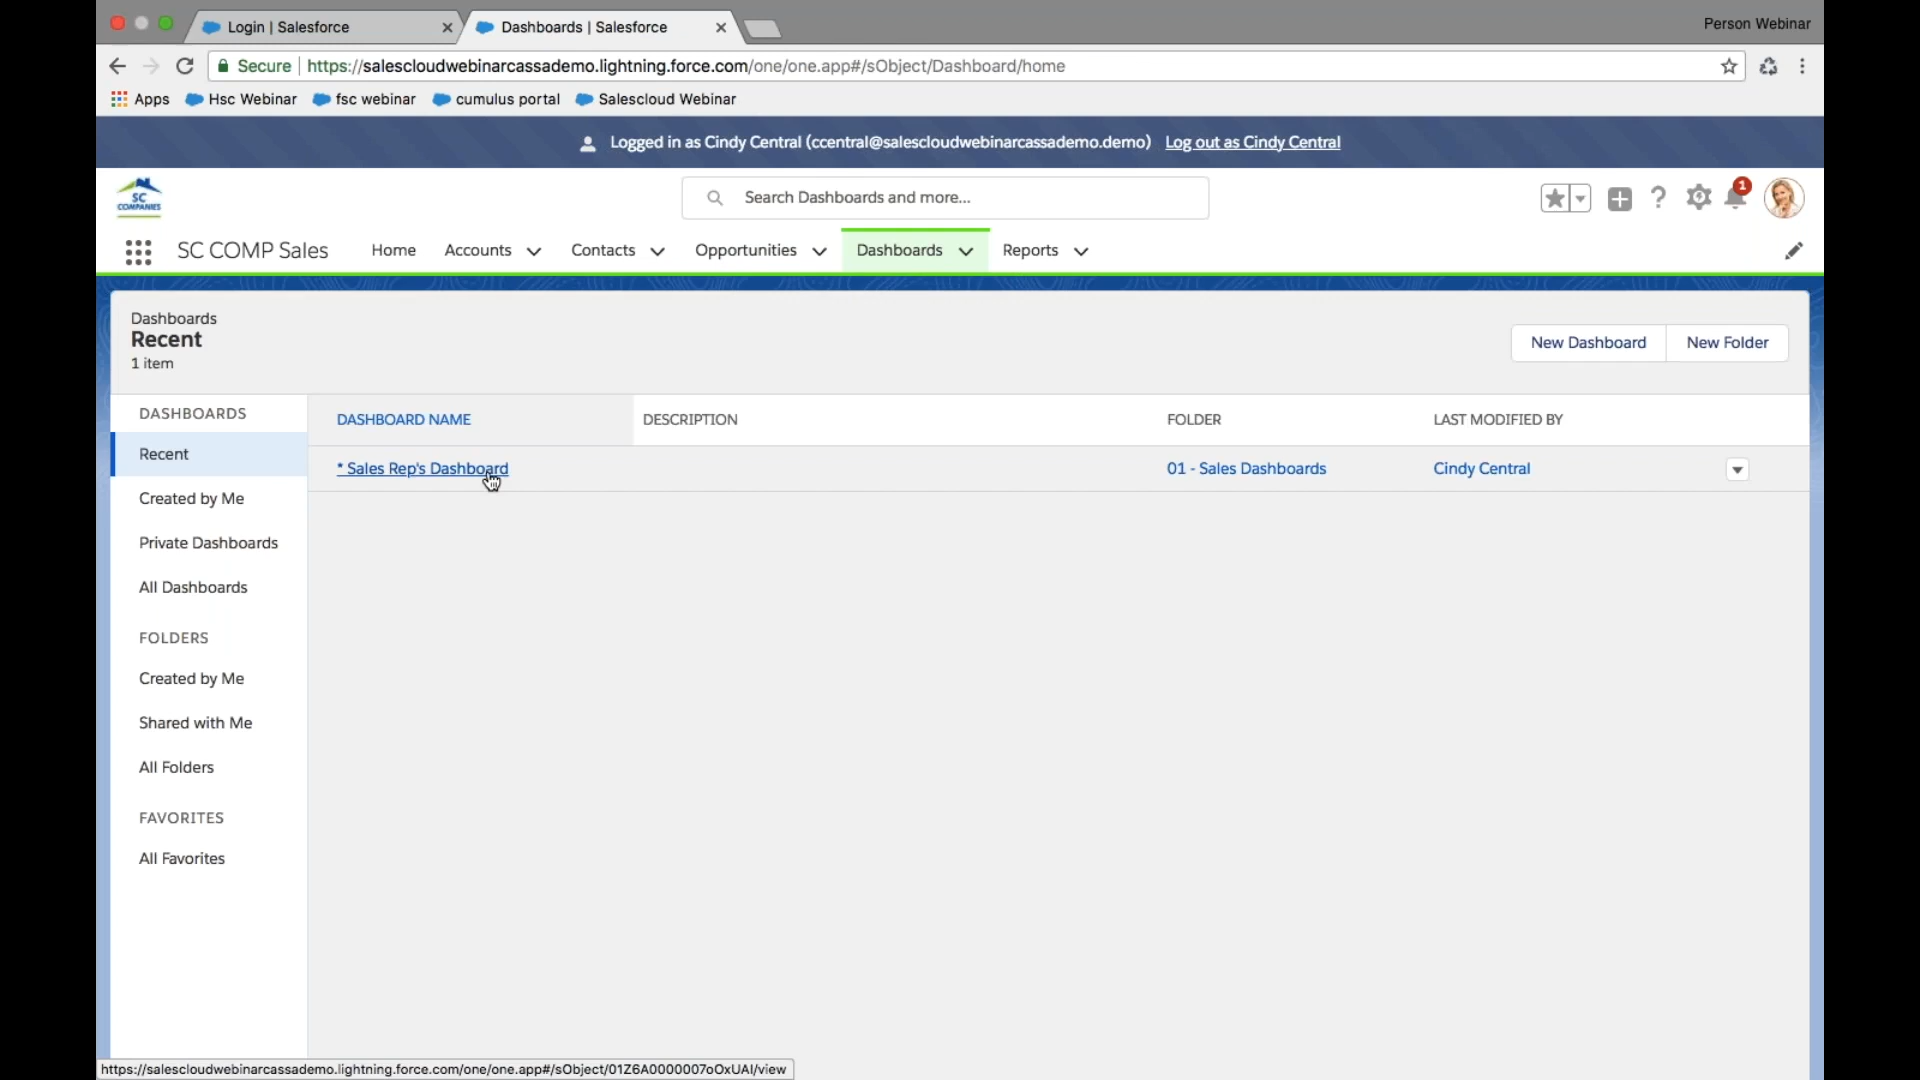 Login | Salesforce
Dashboards | Salesforce
Person Webinar
Secure | https://salescloudwebinarcassademo.lightning.force.com/one/one.app#/sObject/Dashboard/home
Apps Hsc Webinar fsc webinar cumulus portal Salescloud Webinar
Logged in as Cindy Central (ccentral@salescloudwebinarcassademo.demo) Log out as Cindy Central
SC
COMPANIES
Search Dashboards and more...
1
SC COMP Sales Home Accounts Contacts Opportunities Dashboards Reports
Dashboards
Recent
1 item
New Dashboard New Folder
DASHBOARDS
Recent
Created by Me
Private Dashboards
All Dashboards
FOLDERS
Created by Me
Shared with Me
All Folders
FAVORITES
All Favorites
DASHBOARD NAME DESCRIPTION FOLDER LAST MODIFIED BY
* Sales Rep's Dashboard 01 - Sales Dashboards Cindy Central
https://salescloudwebinarcassademo.lightning.force.com/one/one.app#/sObject/01Z6A0000007oOxUAI/view